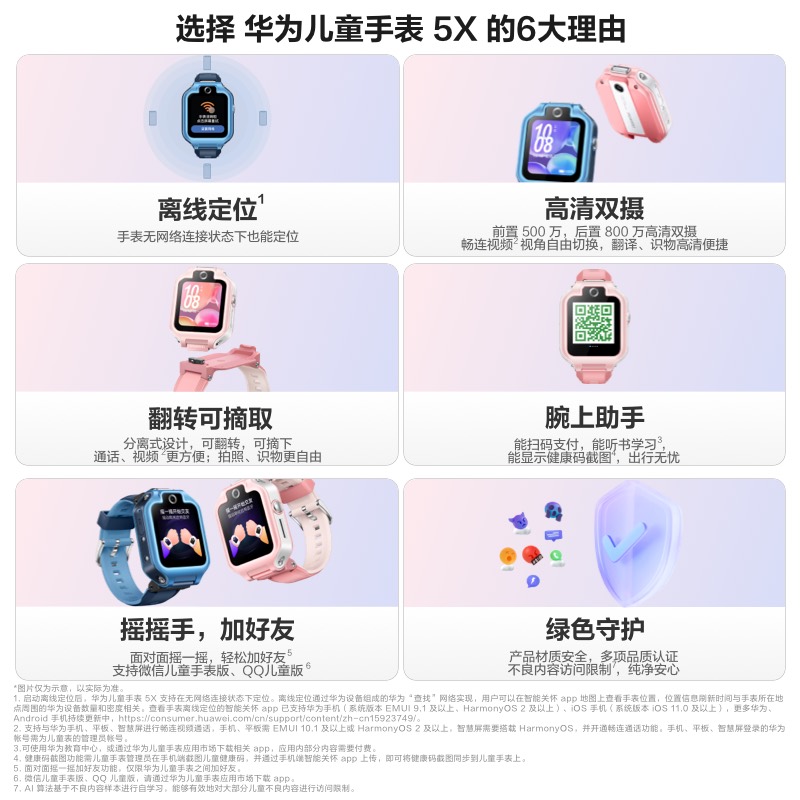 选择 华为儿童手表 5X 的6大理由
离线定位1
手表无网络连接状态下也能定位
高清双摄
前置 500 万，后置 800 万高清双摄
畅连视频2视角自由切换，翻译、识物高清便捷
10
08
翻转可摘取
分离式设计，可翻转，可摘下
通话、视频2更方便；拍照、识物更自由
腕上助手
能扫码支付，能听书学习3，
能显示健康码截图4，出行无忧
摇一摇开始交友
摇一摇开始交友
摇摇手，加好友
面对面摇一摇，轻松加好友5
支持微信儿童手表版、QQ儿童版6
绿色守护
产品材质安全，多项品质认证
不良内容访问限制7，纯净安心
*图片仅为示意，以实际为准。
1. 启动离线定位后，华为儿童手表 5X 支持在无网络连接状态下定位。离线定位通过华为设备组成的华为“查找”网络实现，用户可以在智能关怀 app 地图上查看手表位置，位置信息刷新时间与手表所在地
点周围的华为设备数量和密度相关。查看手表离线定位的智能关怀 app 已支持华为手机（系统版本 EMUI 9.1 及以上，HarmonyOS 2 及以上）、iOS 手机（系统版本 iOS 11.0 及以上），更多华为、
Android 手机持续更新中，https://consumer.huawei.com/cn/support/content/zh-cn15923749/。
2. 支持与华为手机、平板、智慧屏进行畅连视频通话，手机、平板需 EMUI 10.1 及以上或 HarmonyOS 2 及以上，智慧屏需要搭载 HarmonyOS，并开通畅连通话功能，手机、平板、智慧屏登录的华为
帐号需为儿童表的管理员帐号。
3.可使用华为教育中心，或通过华为儿童手表应用市场下载相关 app，应用内部分内容需要付费。
4. 健康码截图功能需儿童手表管理员在手机端截图儿童健康码，并通过手机端智能关怀 app 上传，即可将健康码截图同步到儿童手表上。
5. 面对面摇一摇加好友功能，仅限华为儿童手表之间加好友。
6. 微信儿童手表版、QQ 儿童版，请通过华为儿童手表应用市场下载 app。
7. AI 算法基于不良内容样本进行自学习，能够有效地对大部分儿童不良内容进行访问限制。